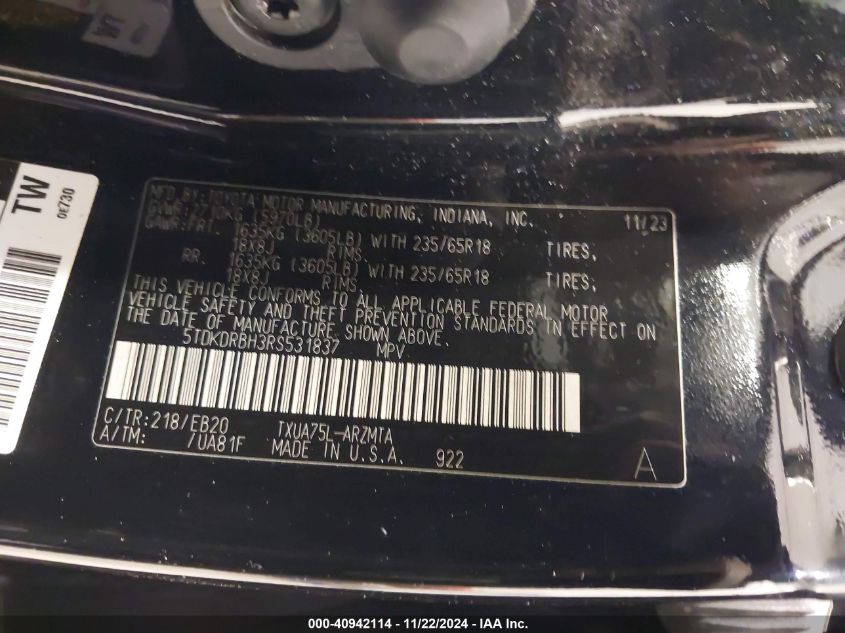 TW
0E730
MFD BY: TOYOTA MOTOR MANUFACTURING, INDIANA, INC. 11/23
GVWR: 2710KG (5970LB)
GAWR: FRT. 1635KG (3605LB) WITH 235/65R18 TIRES,
18X8J RIMS,
RR. 1635KG (3605LB) WITH 235/65R18 TIRES,
18X8J RIMS.
THIS VEHICLE CONFORMS TO ALL APPLICABLE FEDERAL MOTOR
VEHICLE SAFETY AND THEFT PREVENTION STANDARDS IN EFFECT ON
THE DATE OF MANUFACTURE SHOWN ABOVE.
5TDKDRBH3RS531837 MPV
C/TR:218/EB20 TXUA75L-ARZMTA
A/TM: /UA81F MADE IN U.S.A. 922
A
000-40942114 - 11/22/2024 - IAA Inc.